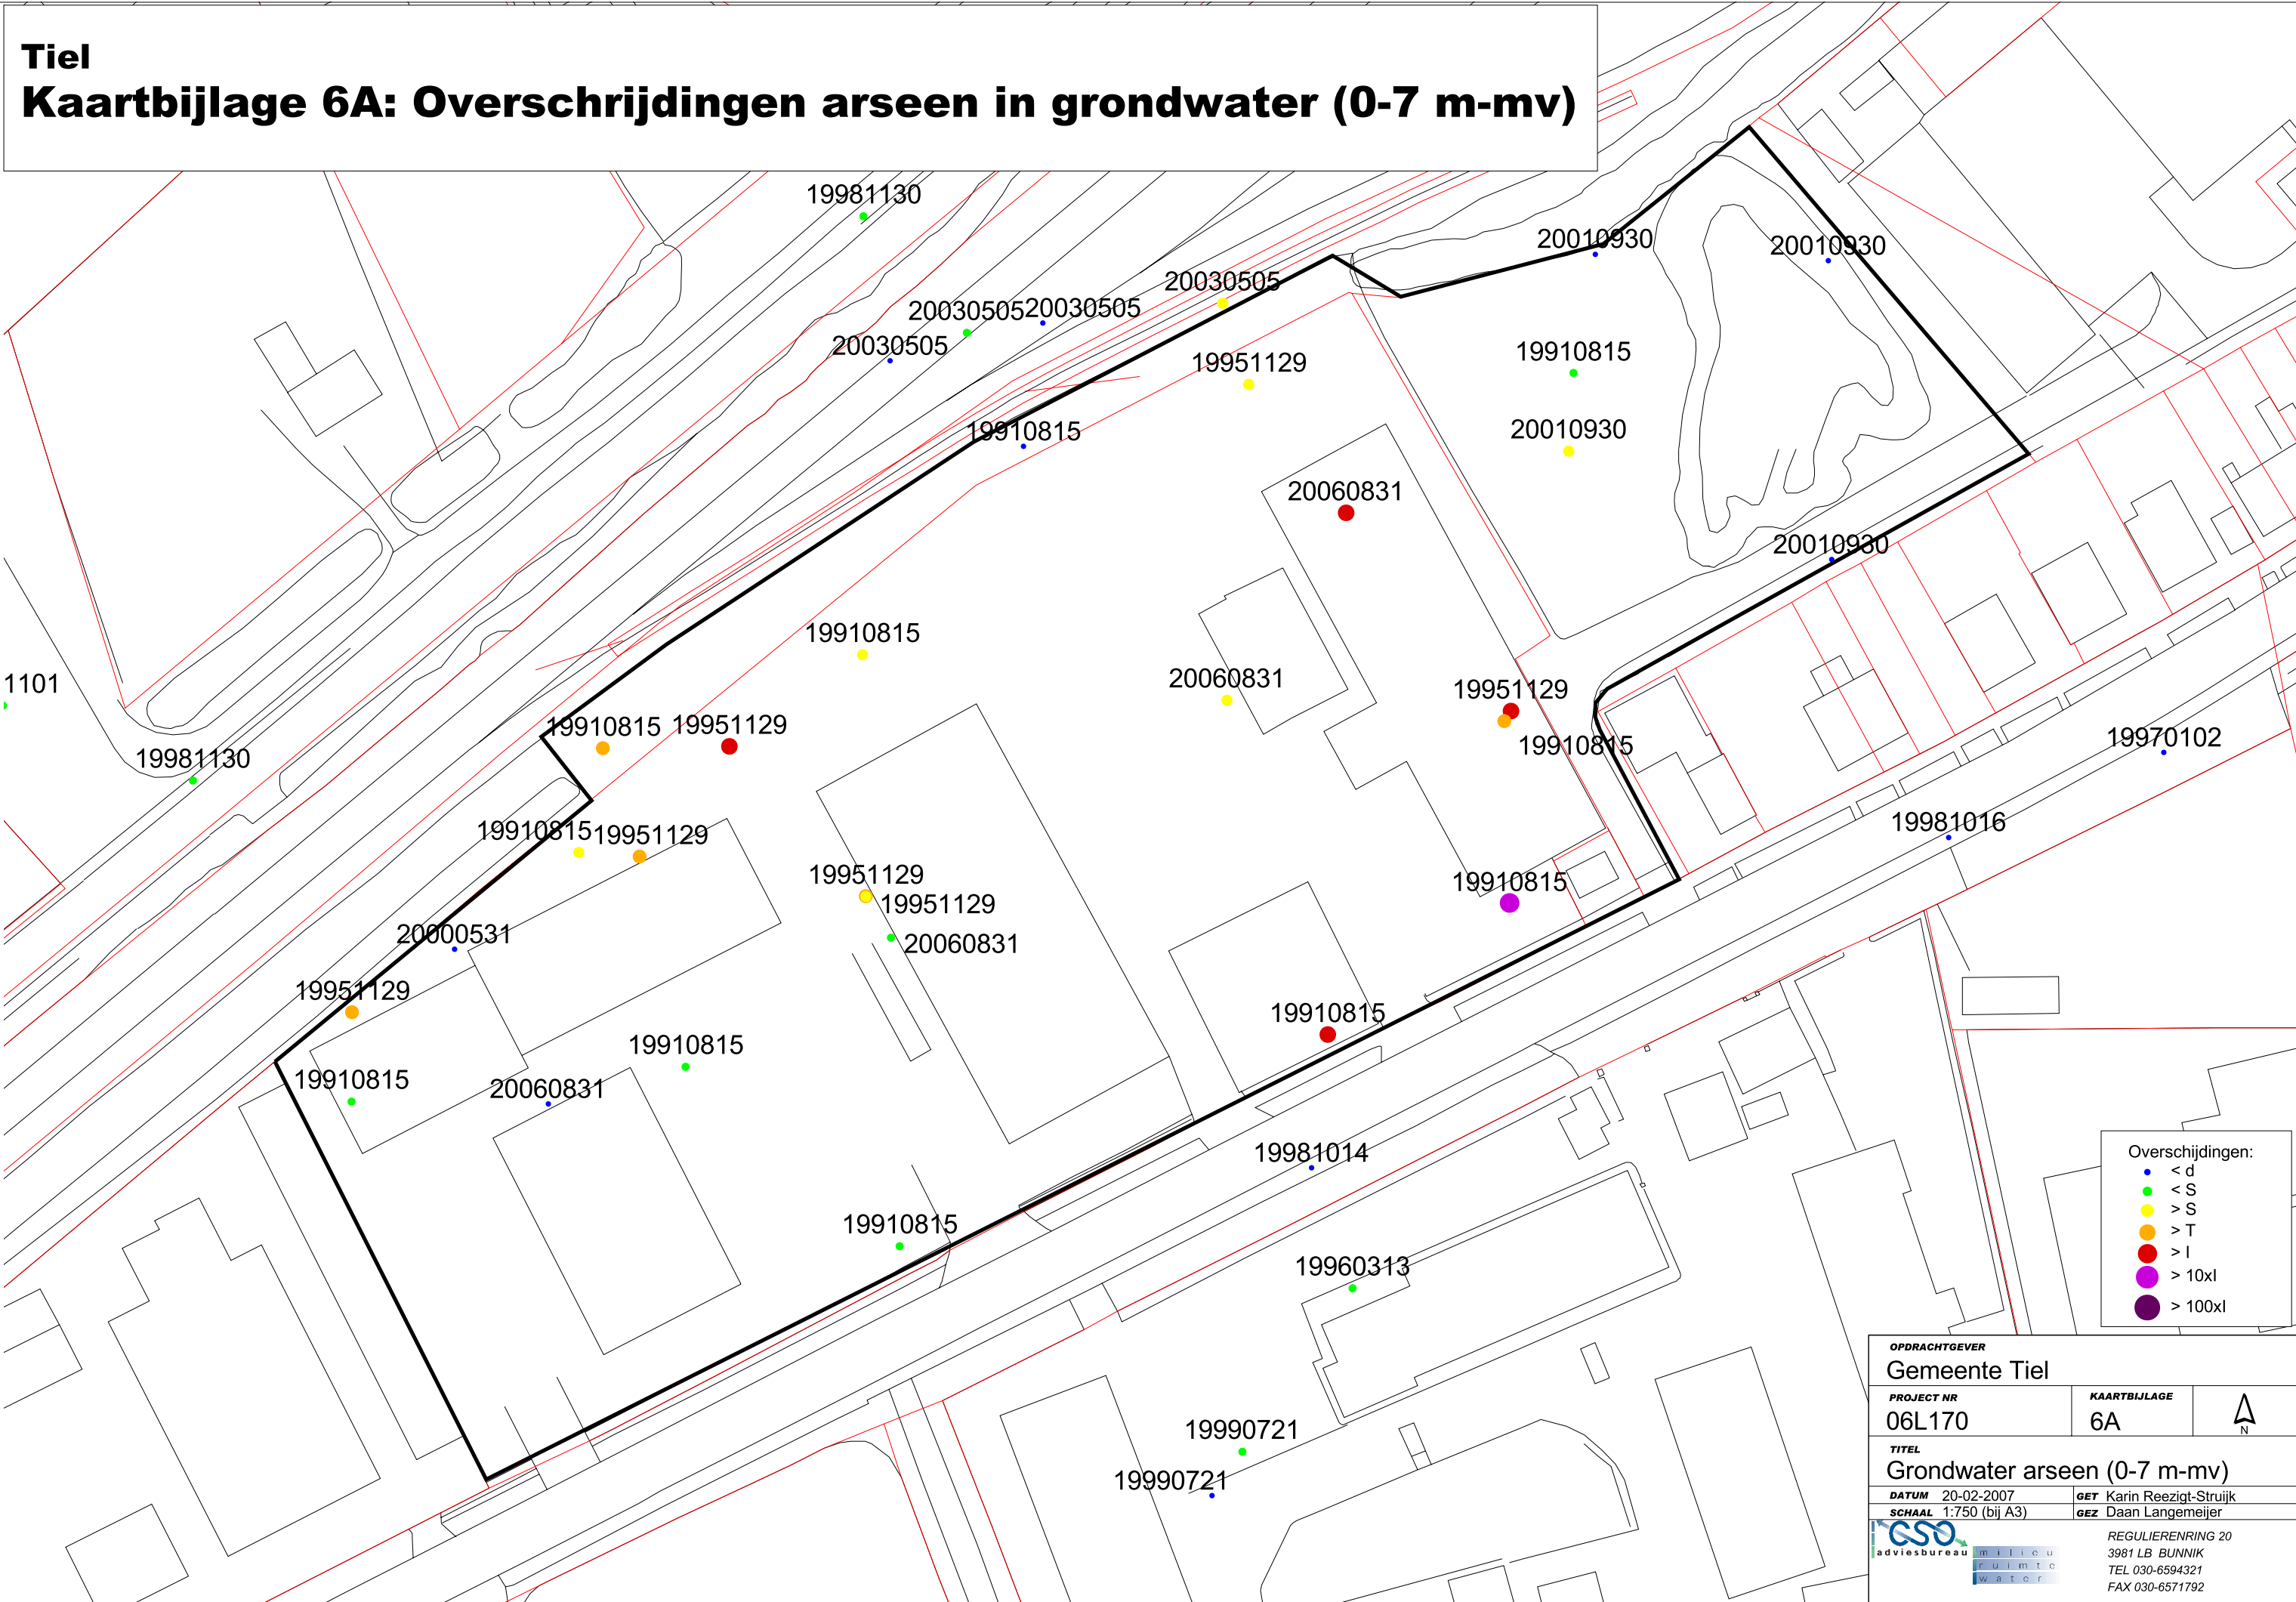 Tiel
Kaartbijlage 6A: Overschrijdingen arseen in grondwater (0-7 m-mv)
19981130
20010930
20010930
20030505
20030505
20030505
20030505
19910815
19951129
20010930
19910815
20060831
20010930
19910815
1101
20060831
19951129
19910815
19951129
19910815
19970102
19981130
19981016
19910815
19951129
19951129
19910815
19951129
20000531
20060831
19951129
19910815
19910815
19910815
20060831
19981014
19910815
19960313
19990721
19990721
Overschijdingen:
< d
< S
> S
> T
> I
> 10xI
> 100xI
OPDRACHTGEVER
Gemeente Tiel
PROJECT NR
KAARTBIJLAGE
06L170
6A
N
TITEL
Grondwater arseen (0-7 m-mv)
DATUM 20-02-2007
GET Karin Reezigt-Struijk
SCHAAL 1:750 (bij A3)
GEZ Daan Langemeijer
CSO
adviesbureau
milieu
ruimte
water
REGULIERENRING 20
3981 LB BUNNIK
TEL 030-6594321
FAX 030-6571792